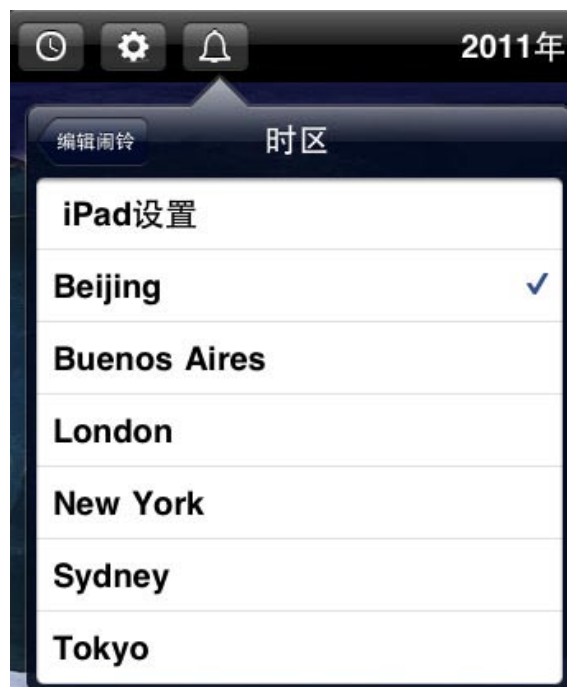 2011年
编辑闹铃 时区
iPad设置
Beijing
Buenos Aires
London
New York
Sydney
Tokyo